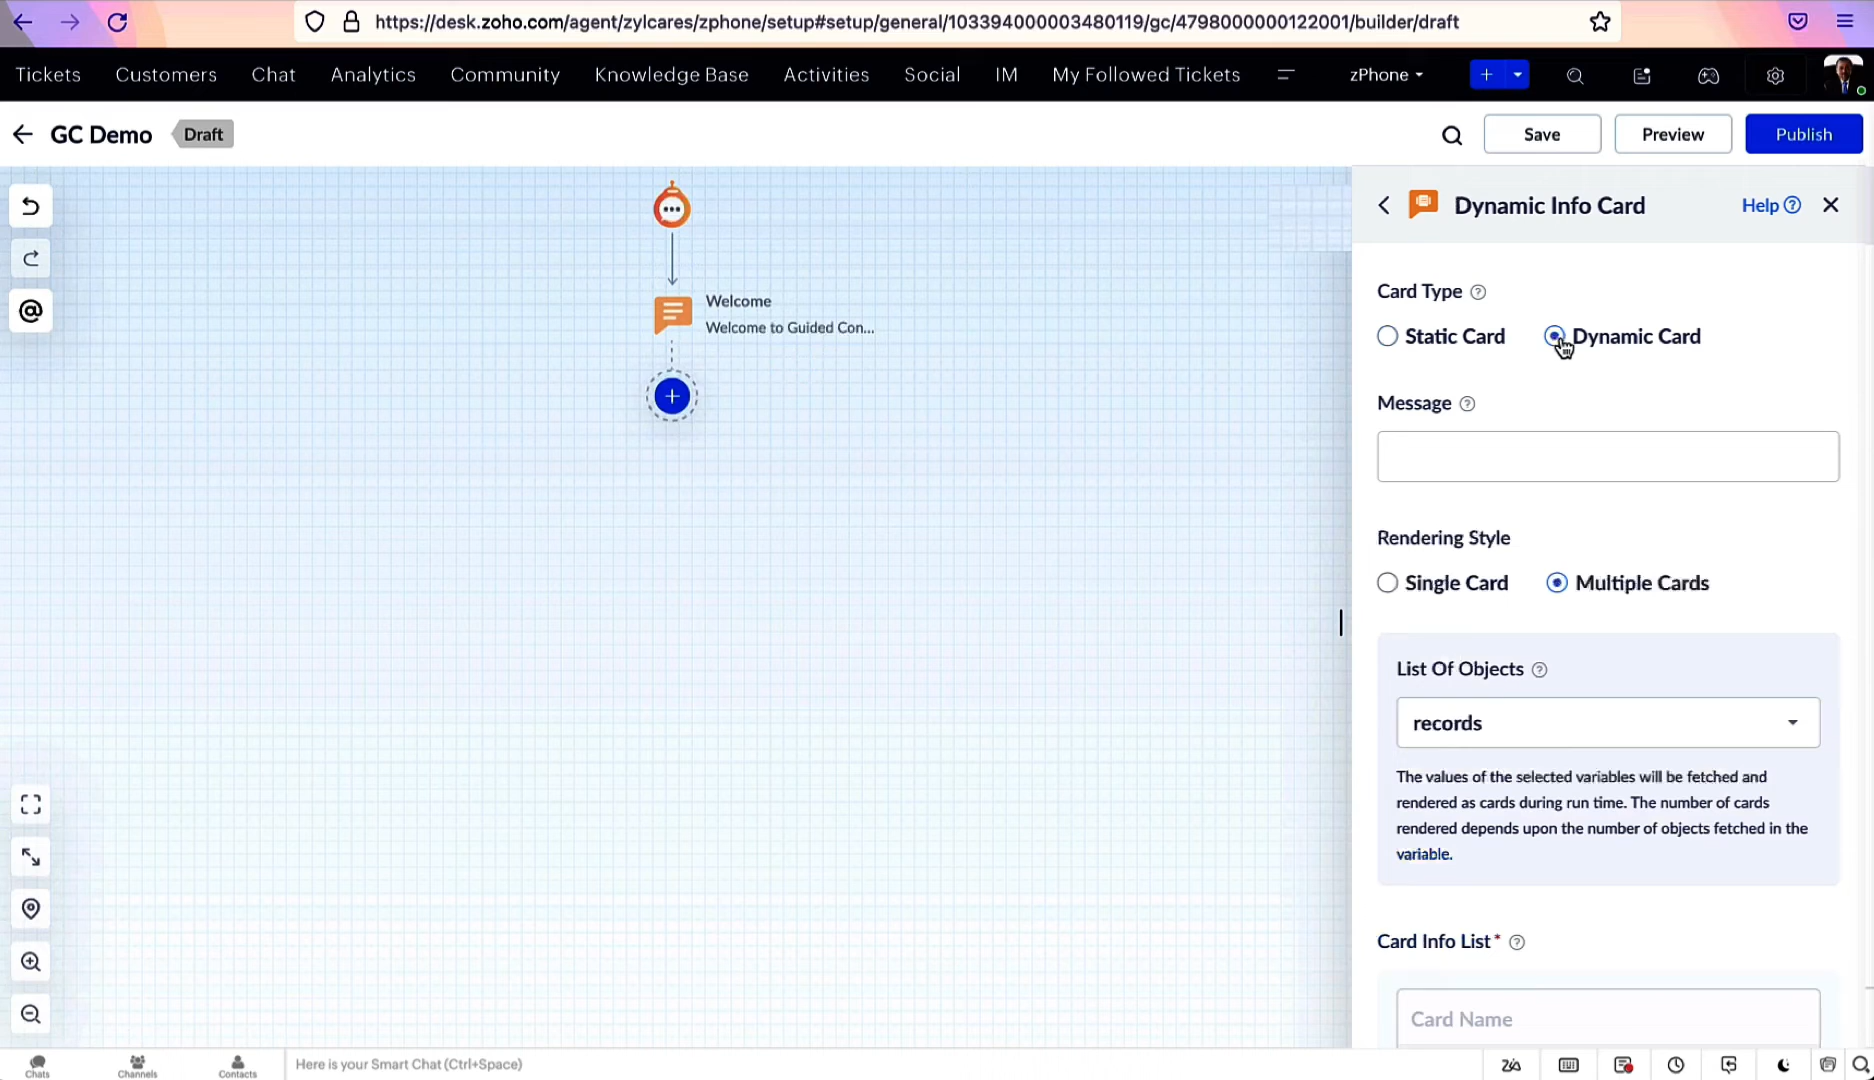 https://desk.zoho.com/agent/zylcares/zphone/setup#setup/general/103394000003480119/gc/4798000000122001/builder/draft
Tickets Customers Chat Analytics Community Knowledge Base Activities Social IM My Followed Tickets zPhone
GC Demo Draft Save Preview Publish
Dynamic Info Card Help
Card Type
Static Card Dynamic Card
Welcome
Welcome to Guided Con...
Message
Rendering Style
Single Card Multiple Cards
List Of Objects
records
The values of the selected variables will be fetched and
rendered as cards during run time. The number of cards
rendered depends upon the number of objects fetched in the
variable.
Card Info List *
Card Name
Chats Channels Contacts Here is your Smart Chat (Ctrl+Space)